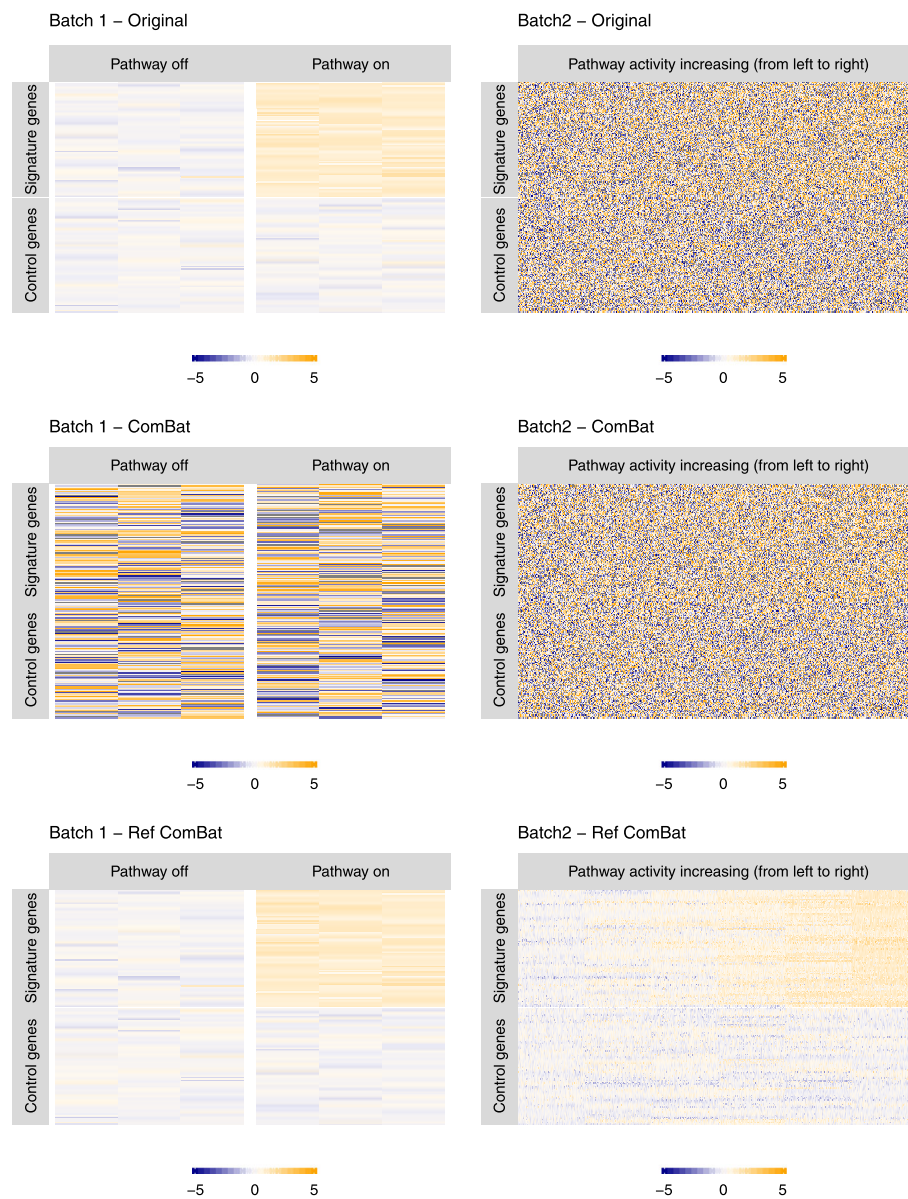 Batch 1 − Original
Pathway off
Pathway on
Signature genes
Control genes
−5 0 5
Batch2 − Original
Pathway activity increasing (from left to right)
Signature genes
Control genes
−5 0 5
Batch 1 − ComBat
Pathway off
Pathway on
Signature genes
Control genes
−5 0 5
Batch2 − ComBat
Pathway activity increasing (from left to right)
Signature genes
Control genes
−5 0 5
Batch 1 − Ref ComBat
Pathway off
Pathway on
Signature genes
Control genes
−5 0 5
Batch2 − Ref ComBat
Pathway activity increasing (from left to right)
Signature genes
Control genes
−5 0 5